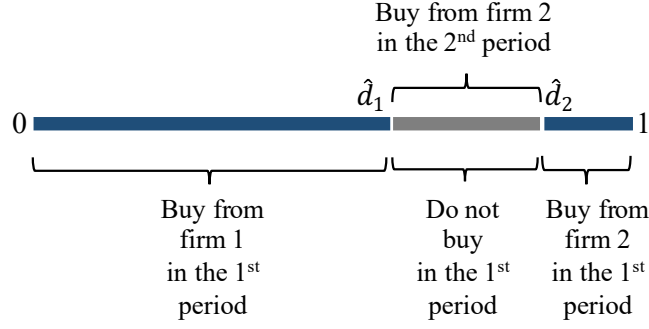 Buy from firm 2
in the 2nd period
d̂1 d̂2
0 1
Buy from
firm 1
in the 1st
period
Do not
buy
in the 1st
period
Buy from
firm 2
in the 1st
period